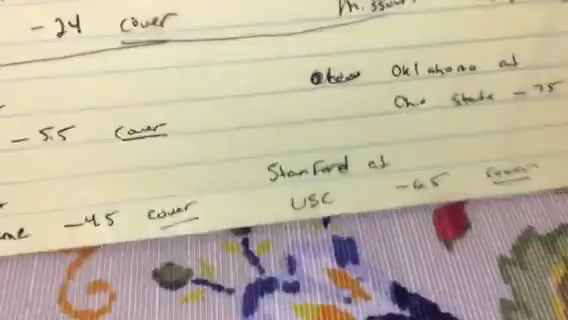 -24 cover
Oklahoma at
Ohio State -7.5
-5.5 cover
Stanford at
USC -6.5 cover
-4.5 cover